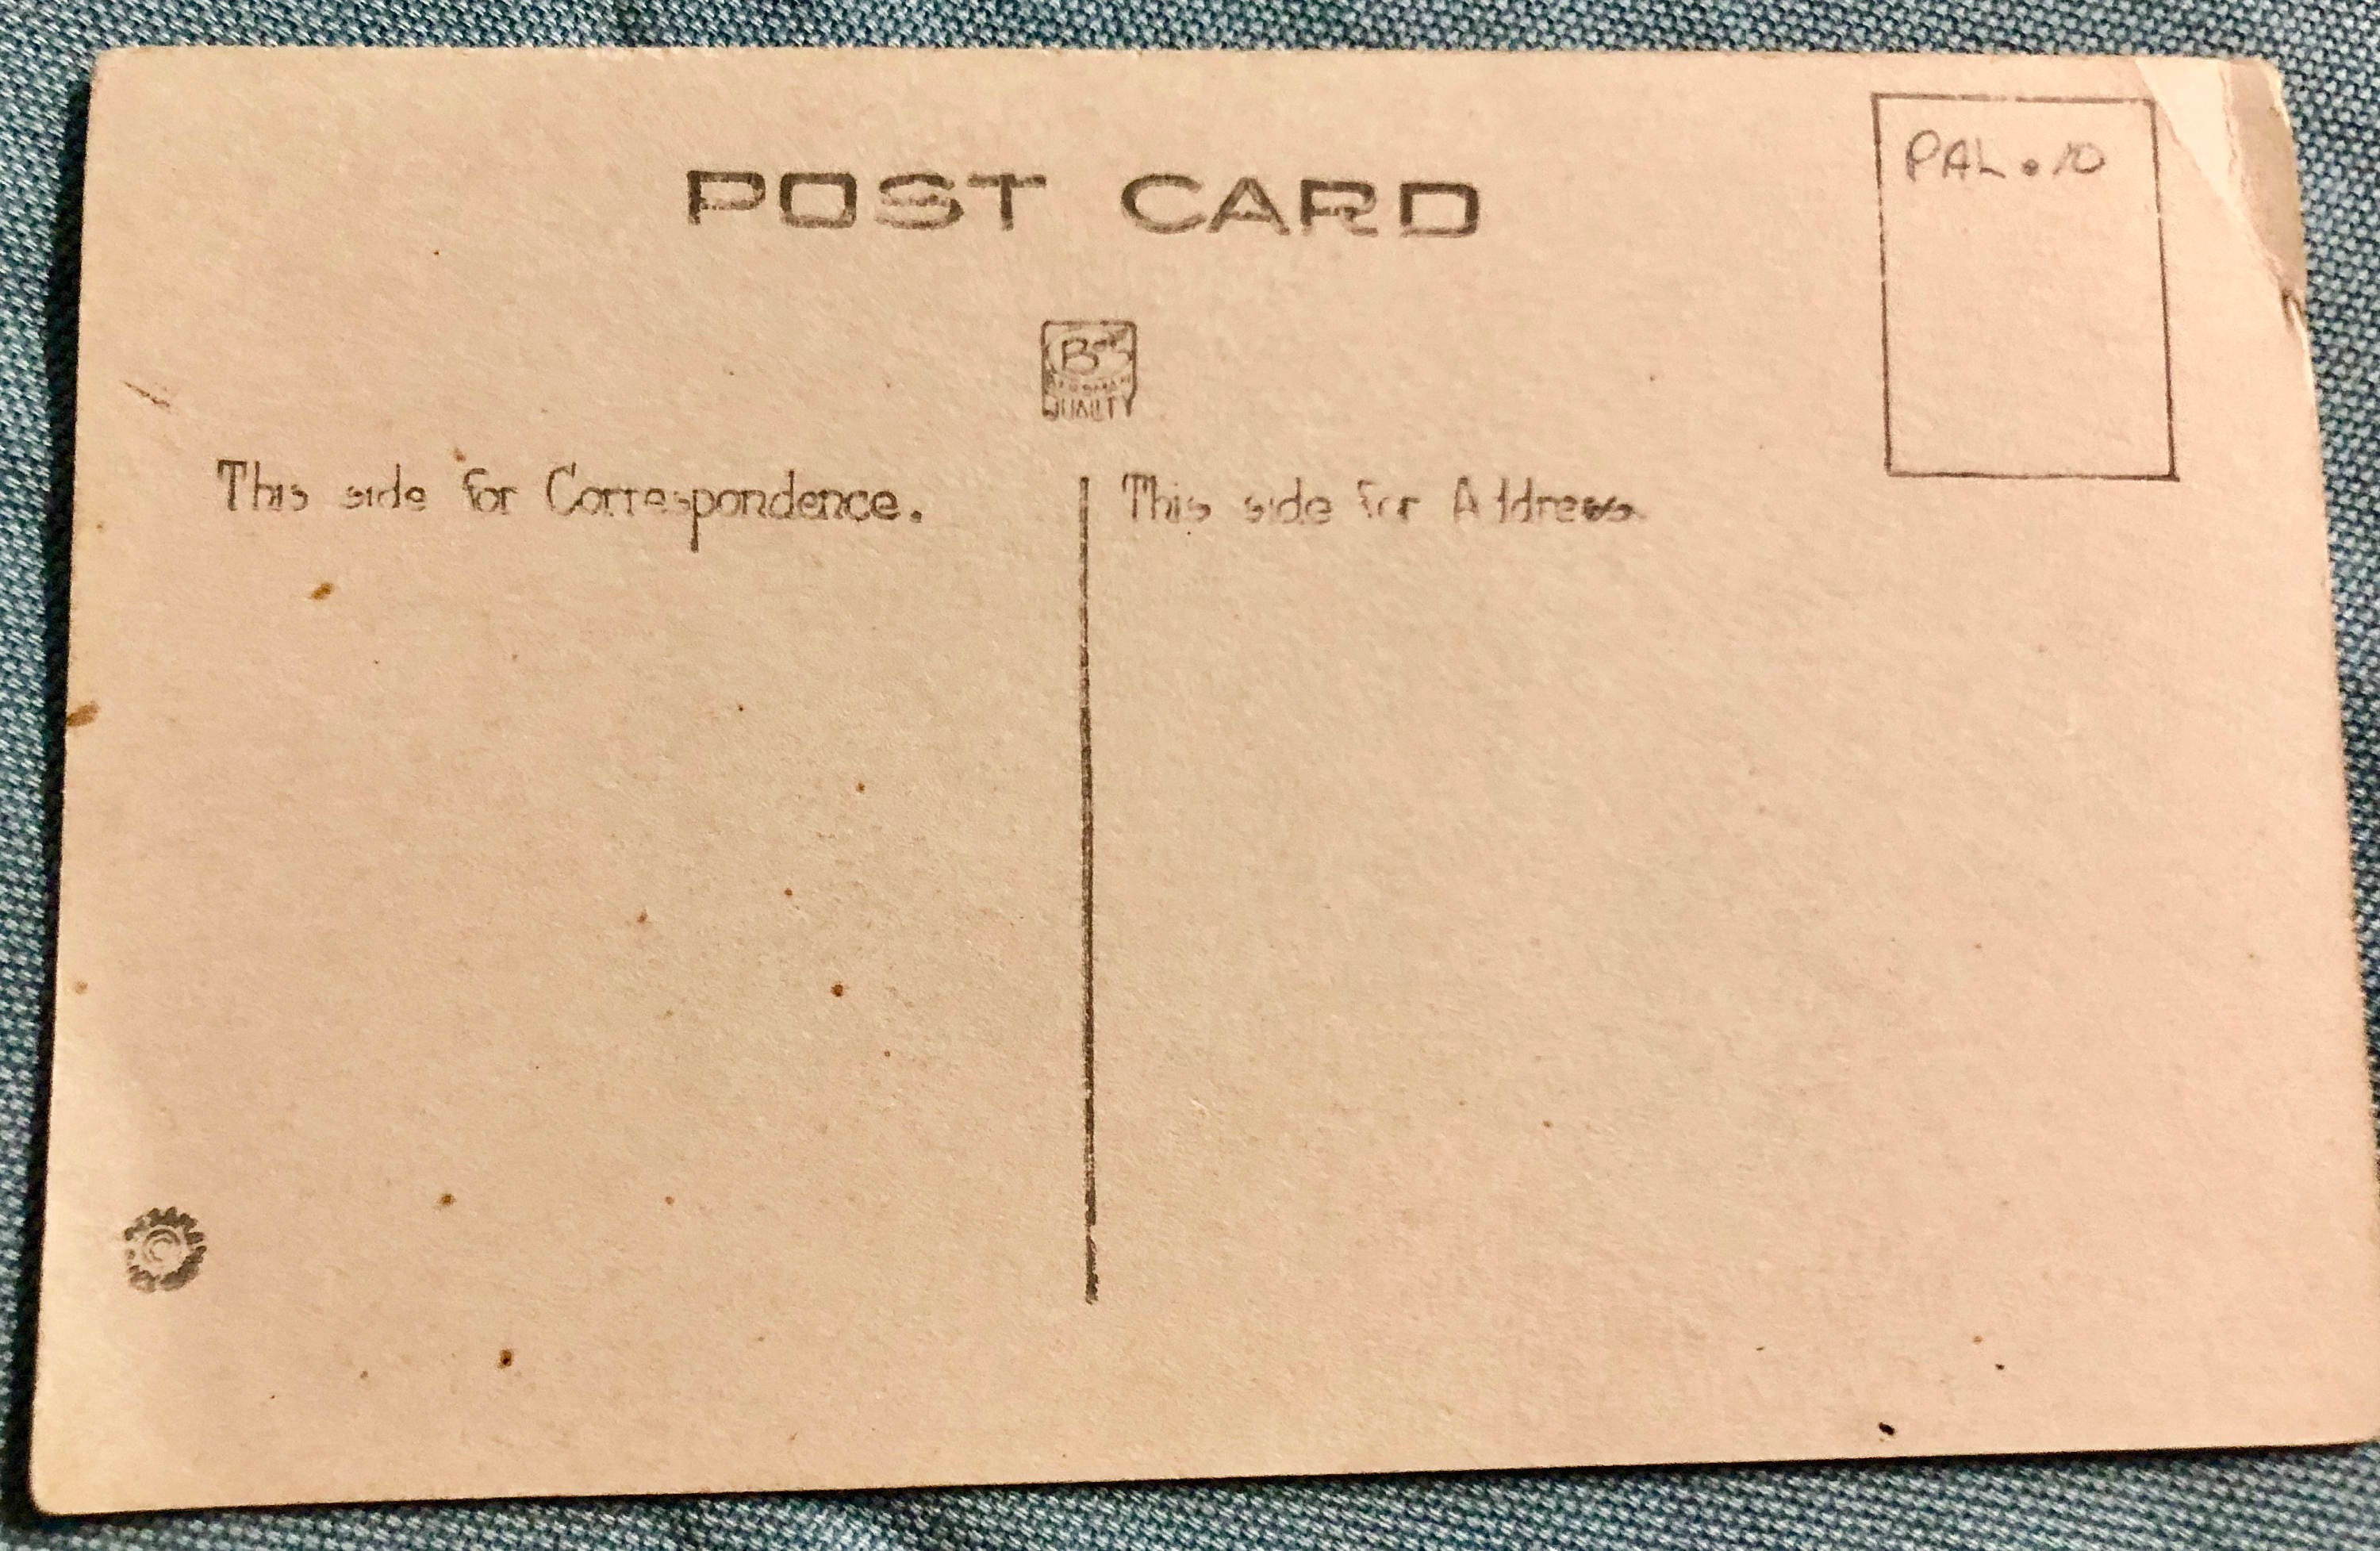 POST CARD
PAL.10
B
QUALITY
This side for Correspondence.
This side for Address.